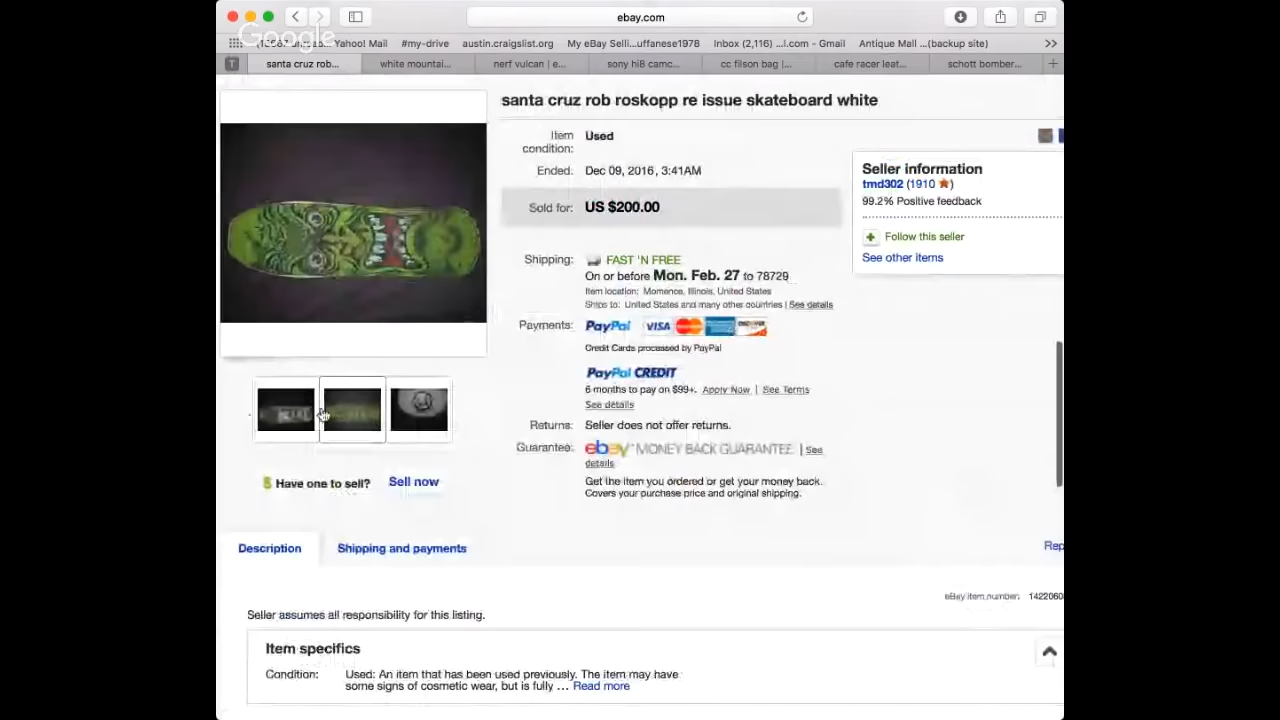 ebay.com
Google
Yahoo! Mail
#my-drive
austin.craigslist.org
My eBay Selli...uffanese1978
Inbox (2,116) ...l.com - Gmail
Antique Mall ...(backup site)
T
santa cruz rob...
white mountai...
nerf vulcan | e...
sony hi8 camc...
cc filson bag |...
cafe racer leat...
schott bomber...
santa cruz rob roskopp re issue skateboard white
Item condition:
Used
Ended:
Dec 09, 2016, 3:41AM
Sold for:
US $200.00
Shipping:
FAST 'N FREE
On or before Mon. Feb. 27 to 78729
Item location: Momence, Illinois, United States
Ships to: United States and many other countries | See details
Payments:
PayPal VISA MasterCard DISCOVER
Credit Cards processed by PayPal
PayPal CREDIT
6 months to pay on $99+. Apply Now | See Terms
See details
Returns:
Seller does not offer returns.
Guarantee:
ebay MONEY BACK GUARANTEE | See
details
Get the item you ordered or get your money back.
Covers your purchase price and original shipping.
Seller information
tmd302 (1910 )
99.2% Positive feedback
Follow this seller
See other items
Have one to sell?
Sell now
Description
Shipping and payments
Rep
eBay item number:
1422060
Seller assumes all responsibility for this listing.
Item specifics
Condition:
Used: An item that has been used previously. The item may have
some signs of cosmetic wear, but is fully ... Read more